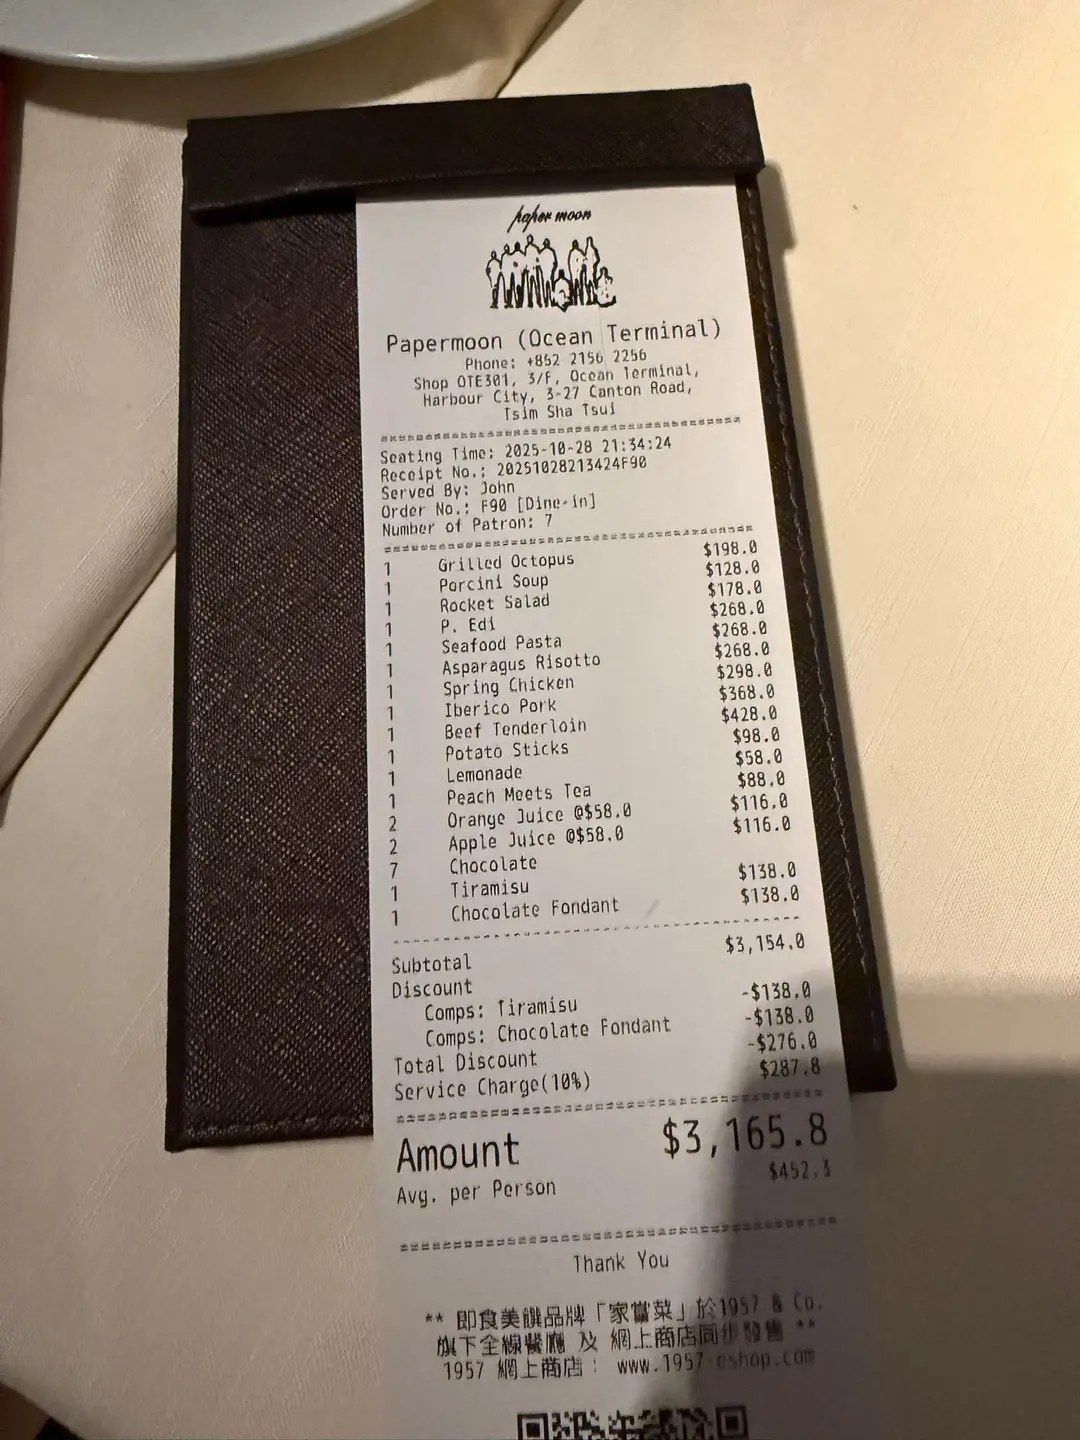 paper moon
Papermoon (Ocean Terminal)
Phone: +852 2156 2256
Shop OTE301, 3/F, Ocean Terminal,
Harbour City, 3-27 Canton Road,
Tsim Sha Tsui
Seating Time: 2025-10-28 21:34:24
Receipt No.: 20251028213424F90
Served By: John
Order No.: F90 [Dine-in]
Number of Patron: 7
1 Grilled Octopus $198.0
1 Porcini Soup $128.0
1 Rocket Salad $178.0
1 P. Edi $268.0
1 Seafood Pasta $268.0
1 Asparagus Risotto $268.0
1 Spring Chicken $298.0
1 Iberico Pork $368.0
1 Beef Tenderloin $428.0
1 Potato Sticks $98.0
1 Lemonade $58.0
1 Peach Meets Tea $88.0
2 Orange Juice @$58.0 $116.0
2 Apple Juice @$58.0 $116.0
7 Chocolate
1 Tiramisu $138.0
1 Chocolate Fondant $138.0
Subtotal $3,154.0
Discount
Comps: Tiramisu -$138.0
Comps: Chocolate Fondant -$138.0
Total Discount -$276.0
Service Charge(10%) $287.8
Amount $3,165.8
Avg. per Person $452.3
Thank You
** 即食美饌品牌「家嘗菜」於1957 & Co.
旗下全線餐廳 及 網上商店同步發售 **
1957 網上商店： www.1957-eshop.com